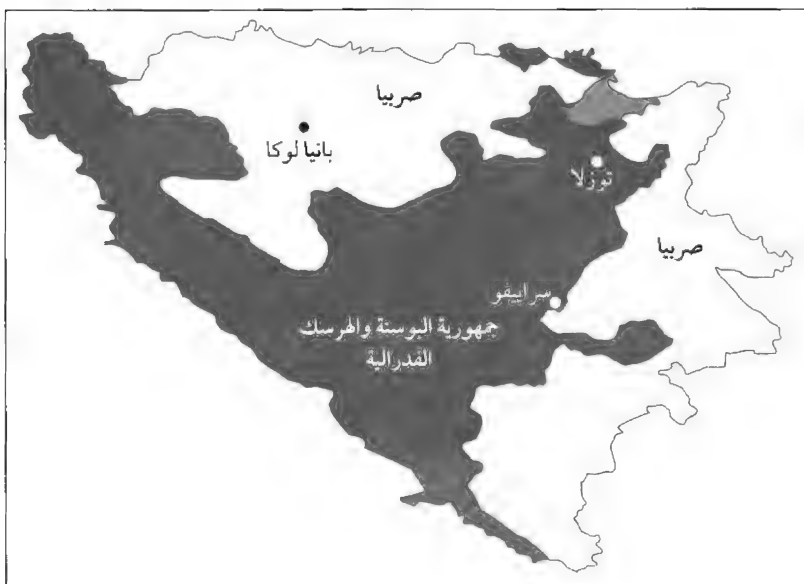 صربيا
بانيا لوكا
توزلا
صربيا
سراييفو
جمهورية البوسنة والهرسك
الفدرالية